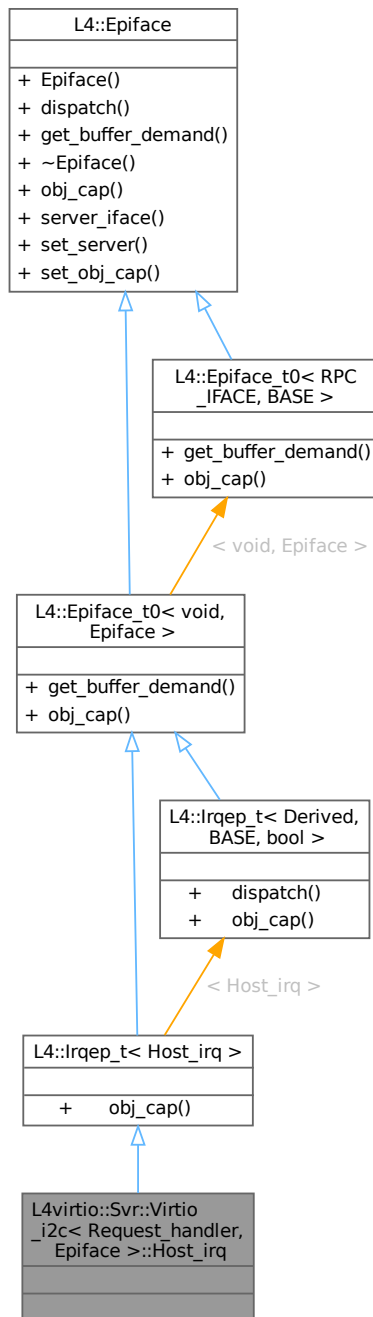 L4::Epiface
+ Epiface()
+ dispatch()
+ get_buffer_demand()
+ ~Epiface()
+ obj_cap()
+ server_iface()
+ set_server()
+ set_obj_cap()
L4::Epiface_t0< RPC
_IFACE, BASE >
+ get_buffer_demand()
+ obj_cap()
< void, Epiface >
L4::Epiface_t0< void,
Epiface >
+ get_buffer_demand()
+ obj_cap()
L4::Irqep_t< Derived,
BASE, bool >
+ dispatch()
+ obj_cap()
< Host_irq >
L4::Irqep_t< Host_irq >
+ obj_cap()
L4virtio::Svr::Virtio
_i2c< Request_handler,
Epiface >::Host_irq